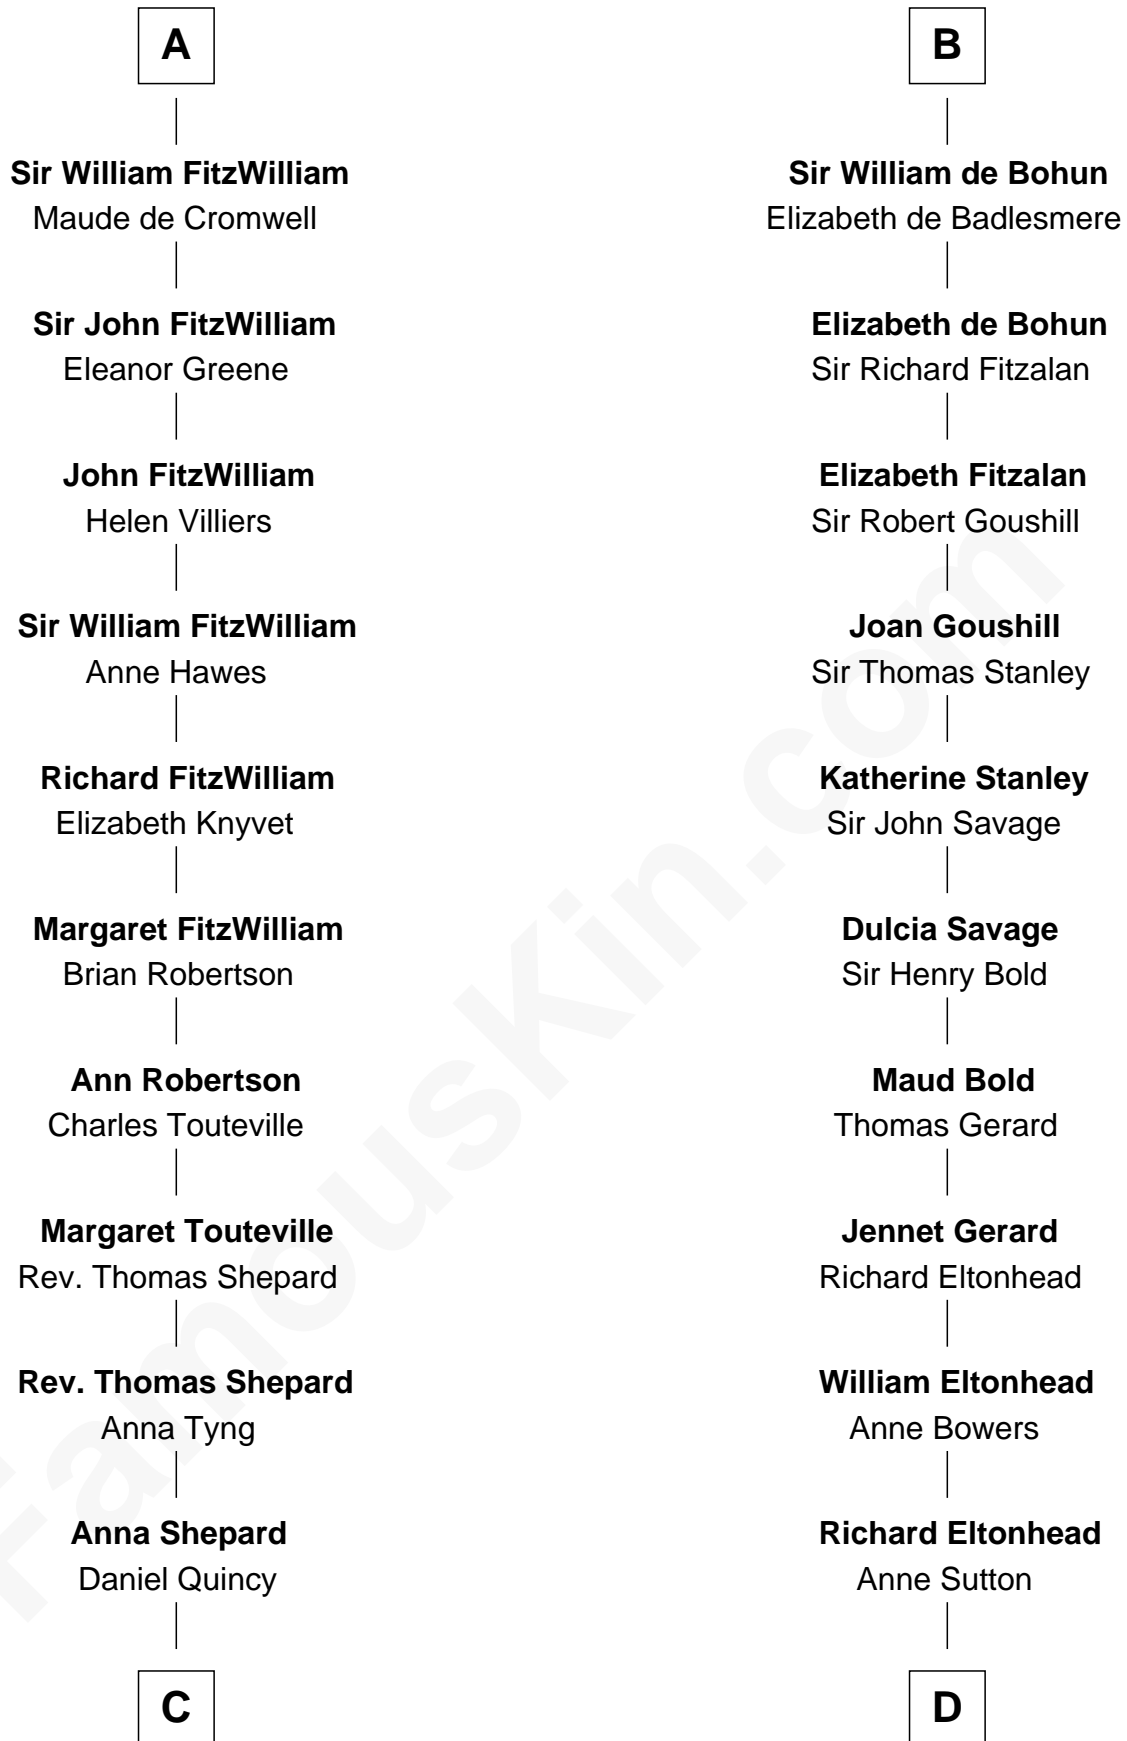 A
Sir William FitzWilliam
Maude de Cromwell
Sir John FitzWilliam
Eleanor Greene
John FitzWilliam
Helen Villiers
Sir William FitzWilliam
Anne Hawes
Richard FitzWilliam
Elizabeth Knyvet
Margaret FitzWilliam
Brian Robertson
Ann Robertson
Charles Touteville
Margaret Touteville
Rev. Thomas Shepard
Rev. Thomas Shepard
Anna Tyng
Anna Shepard
Daniel Quincy
C
B
Sir William de Bohun
Elizabeth de Badlesmere
Elizabeth de Bohun
Sir Richard Fitzalan
Elizabeth Fitzalan
Sir Robert Goushill
Joan Goushill
Sir Thomas Stanley
Katherine Stanley
Sir John Savage
Dulcia Savage
Sir Henry Bold
Maud Bold
Thomas Gerard
Jennet Gerard
Richard Eltonhead
William Eltonhead
Anne Bowers
Richard Eltonhead
Anne Sutton
D
FamousKin.com